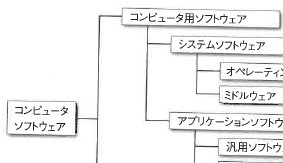 コンピュータ用ソフトウェア
システムソフトウェア
オペレーティン
ミドルウェア
コンピュータ
ソフトウェア
アプリケーションソフトウ
汎用ソフトウ